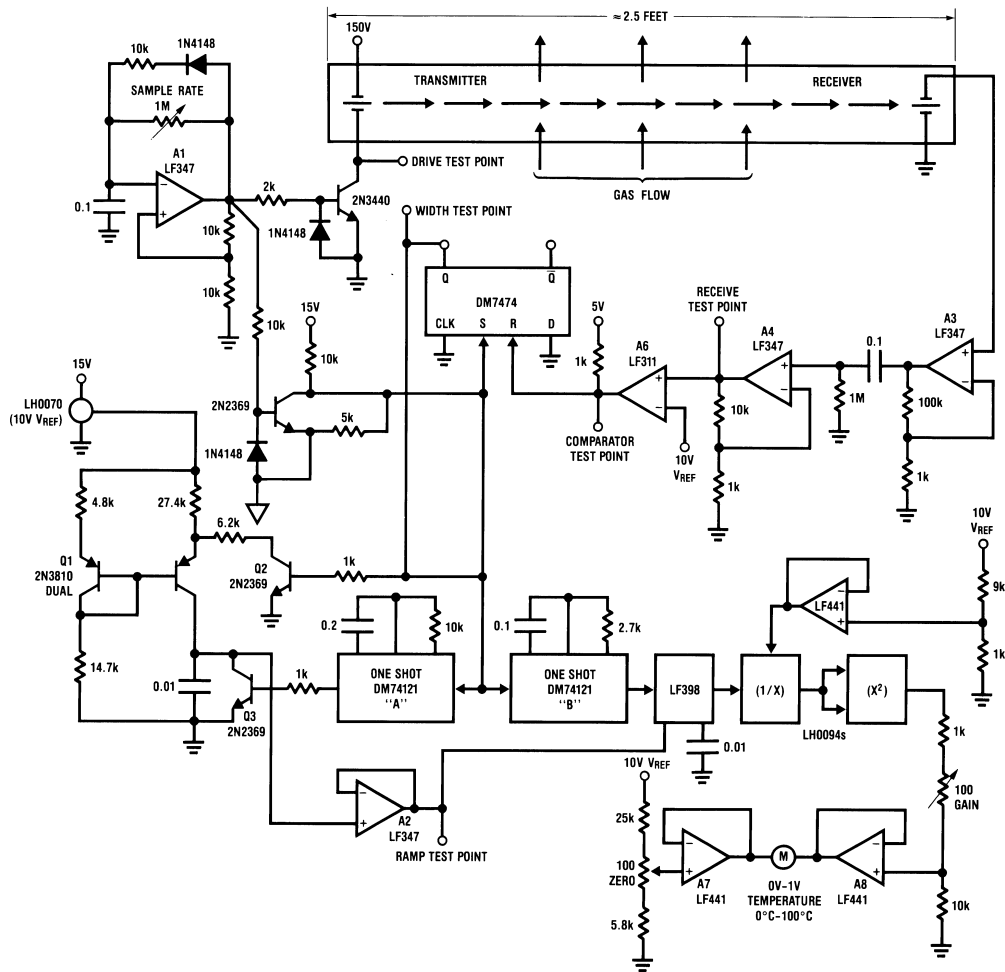 ≈ 2.5 FEET
150V
1N4148
10k
SAMPLE RATE
1M
TRANSMITTER
RECEIVER
A1
LF347
−
+
0.1
DRIVE TEST POINT
2k
2N3440
GAS FLOW
1N4148
WIDTH TEST POINT
10k
10k
Q
Q̅
DM7474
CLK
S
R
D
15V
10k
10k
5V
1k
RECEIVE
TEST POINT
A6
LF311
+
−
A4
LF347
+
−
0.1
A3
LF347
+
−
1M
100k
10k
1k
1k
10V
VREF
COMPARATOR
TEST POINT
15V
LH0070
(10V VREF)
2N2369
5k
1N4148
4.8k
27.4k
6.2k
Q1
2N3810
DUAL
Q2
2N2369
1k
10V
VREF
9k
1k
−
LF441
+
0.2
10k
0.1
2.7k
14.7k
0.01
1k
ONE SHOT
DM74121
"A"
ONE SHOT
DM74121
"B"
LF398
(1/X)
(X²)
Q3
2N2369
LH0094s
0.01
1k
−
+
A2
LF347
RAMP TEST POINT
10V VREF
25k
100
ZERO
5.8k
−
+
A7
LF441
M
0V–1V
TEMPERATURE
0°C–100°C
−
+
A8
LF441
100
GAIN
10k